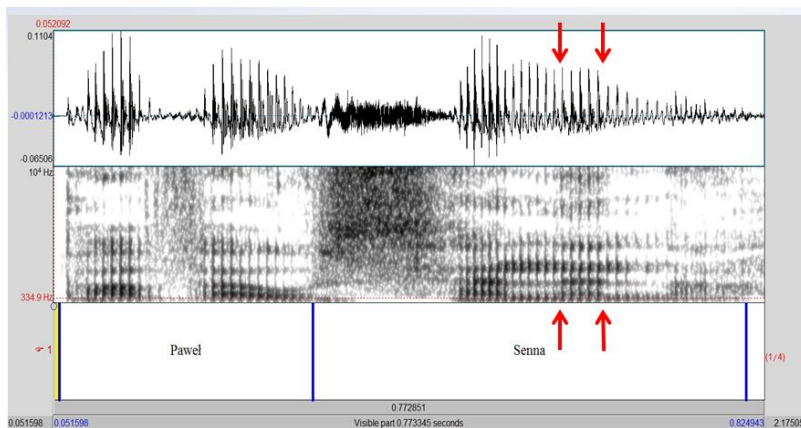 0.052092
0.1104
-0.0001213
-0.06506
10⁴ Hz
334.9 Hz
1
Paweł
Senna
(1/4)
0.772851
0.051598
0.051598
Visible part 0.773345 seconds
0.824943
2.17505